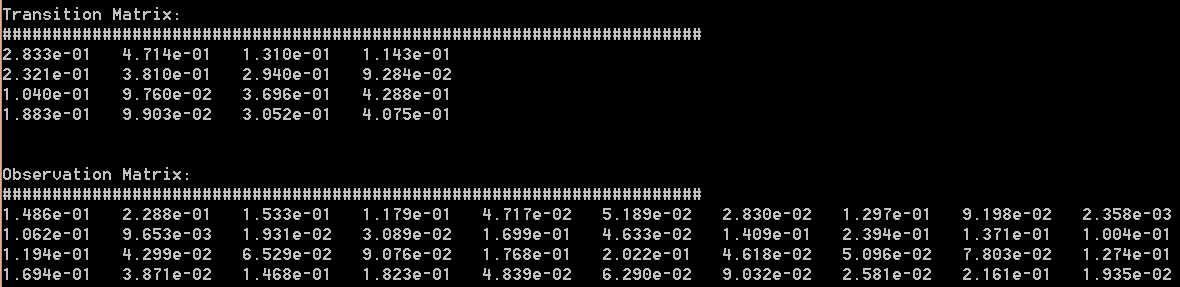 Transition Matrix:
######################################################################
2.833e-01 4.714e-01 1.310e-01 1.143e-01
2.321e-01 3.810e-01 2.940e-01 9.284e-02
1.040e-01 9.760e-02 3.696e-01 4.288e-01
1.883e-01 9.903e-02 3.052e-01 4.075e-01
Observation Matrix:
######################################################################
1.486e-01 2.288e-01 1.533e-01 1.179e-01 4.717e-02 5.189e-02 2.830e-02 1.297e-01 9.198e-02 2.358e-03
1.062e-01 9.653e-03 1.931e-02 3.089e-02 1.699e-01 4.633e-02 1.409e-01 2.394e-01 1.371e-01 1.004e-01
1.194e-01 4.299e-02 6.529e-02 9.076e-02 1.768e-01 2.022e-01 4.618e-02 5.096e-02 7.803e-02 1.274e-01
1.694e-01 3.871e-02 1.468e-01 1.823e-01 4.839e-02 6.290e-02 9.032e-02 2.581e-02 2.161e-01 1.935e-02